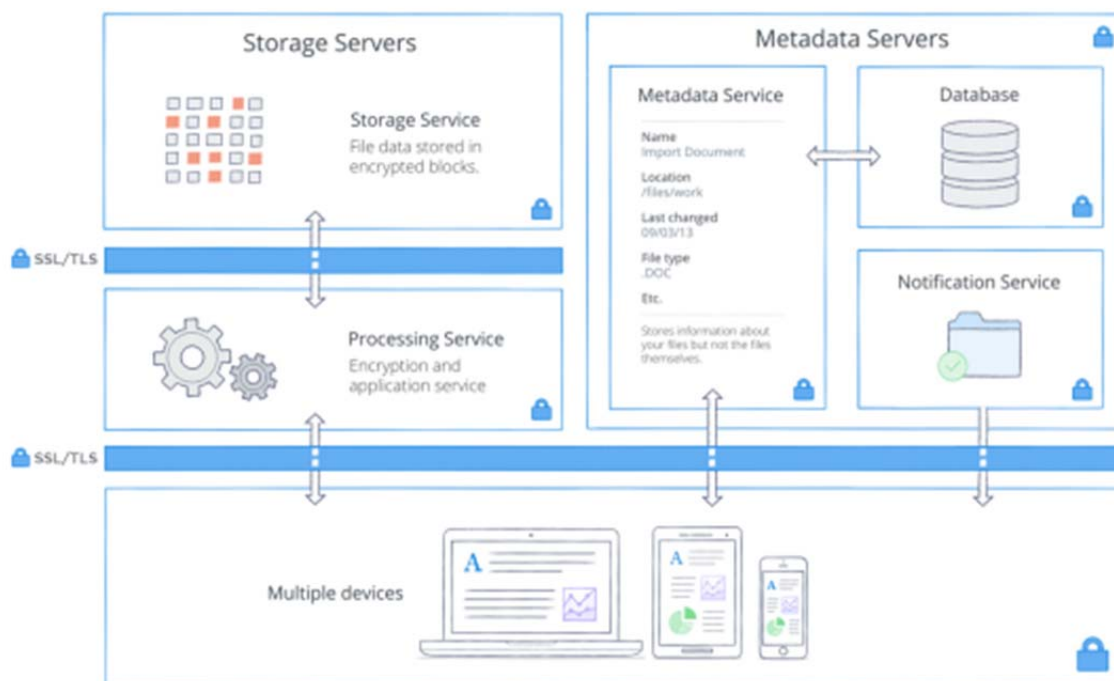 Storage Servers
Storage Service
File data stored in
encrypted blocks.
SSL/TLS
Processing Service
Encryption and
application service
SSL/TLS
Metadata Servers
Metadata Service
Name
Import Document
Location
/files/work
Last changed
09/03/13
File type
.DOC
Etc.
Stores information about
your files but not the files
themselves.
Database
Notification Service
Multiple devices
A
A
A